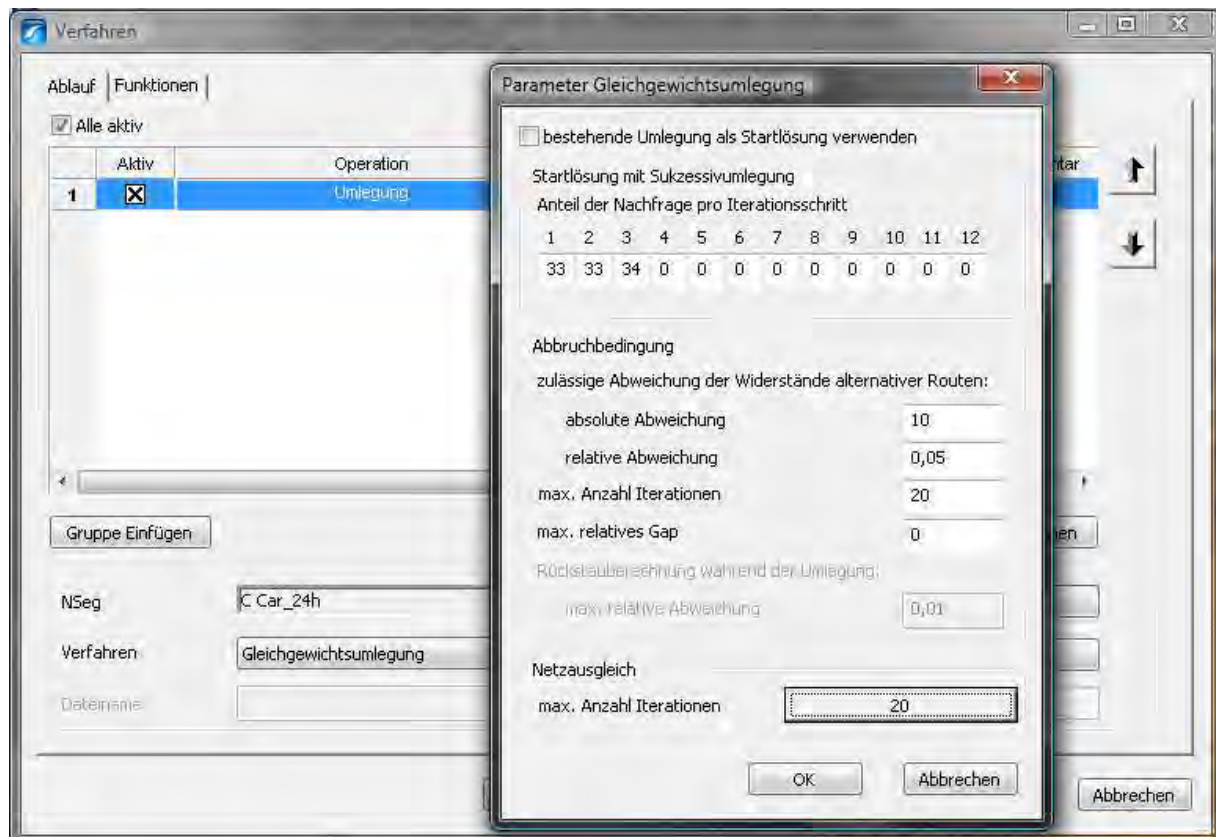 Verfahren
Ablauf
Funktionen
Alle aktiv
Aktiv
Operation
1
Umlegung
Gruppe Einfügen
NSeg
C Car_24h
Verfahren
Gleichgewichtsumlegung
Dateiname
Abbrechen
Parameter Gleichgewichtsumlegung
bestehende Umlegung als Startlösung verwenden
Startlösung mit Sukzessivumlegung
Anteil der Nachfrage pro Iterationsschritt
1 2 3 4 5 6 7 8 9 10 11 12
33 33 34 0 0 0 0 0 0 0 0 0
Abbruchbedingung
zulässige Abweichung der Widerstände alternativer Routen:
absolute Abweichung 10
relative Abweichung 0,05
max. Anzahl Iterationen 20
max. relatives Gap 0
Rückstauberechnung während der Umlegung:
max. relative Abweichung 0,01
Netzausgleich
max. Anzahl Iterationen 20
OK
Abbrechen